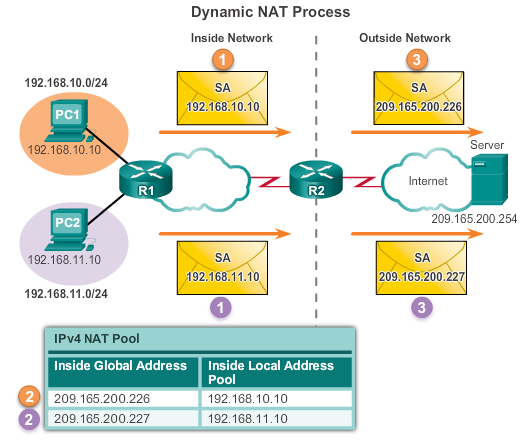 Dynamic NAT Process
Inside Network
Outside Network
1
3
192.168.10.0/24
SA
192.168.10.10
SA
209.165.200.226
PC1
192.168.10.10
Server
R1
R2
Internet
PC2
209.165.200.254
192.168.11.10
SA
192.168.11.10
SA
209.165.200.227
192.168.11.0/24
1
3
IPv4 NAT Pool
Inside Global Address
Inside Local Address Pool
2
209.165.200.226
192.168.10.10
2
209.165.200.227
192.168.11.10